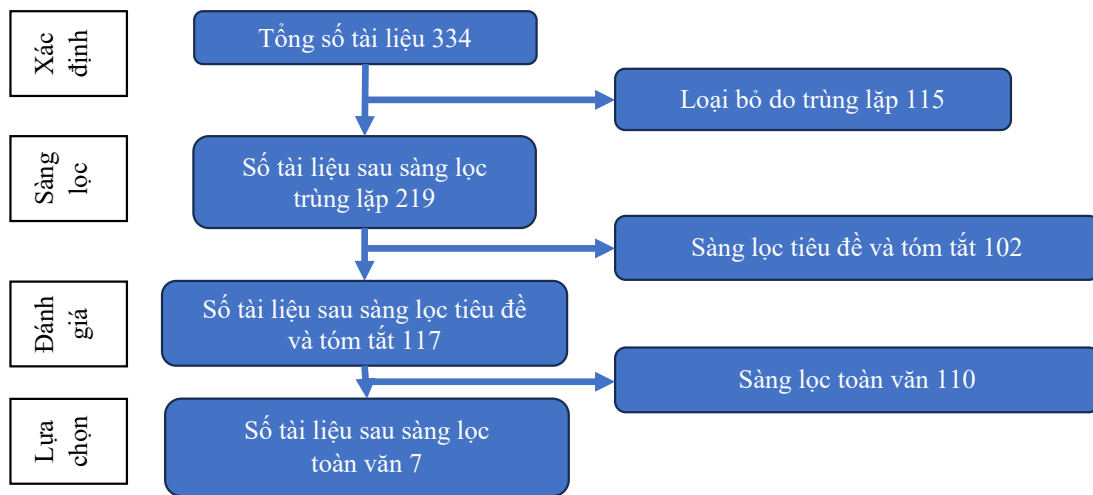 Xác
định
Tổng số tài liệu 334
Loại bỏ do trùng lặp 115
Sàng
lọc
Số tài liệu sau sàng lọc
trùng lặp 219
Sàng lọc tiêu đề và tóm tắt 102
Đánh
giá
Số tài liệu sau sàng lọc tiêu đề
và tóm tắt 117
Sàng lọc toàn văn 110
Lựa
chọn
Số tài liệu sau sàng lọc
toàn văn 7